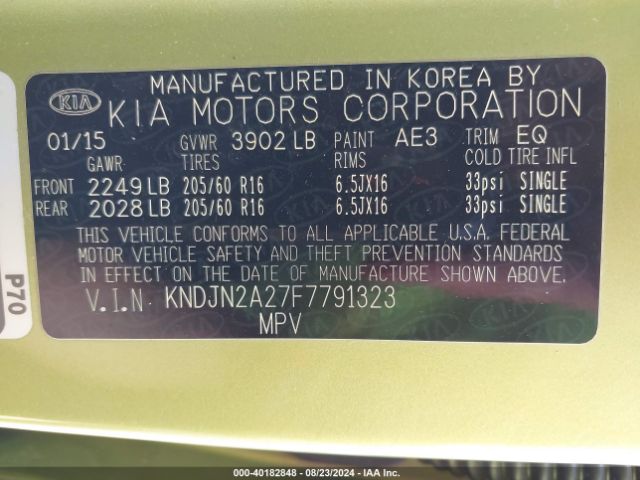 MANUFACTURED IN KOREA BY
KIA
KIA MOTORS CORPORATION
01/15 GVWR 3902 LB PAINT AE3 TRIM EQ
GAWR TIRES RIMS COLD TIRE INFL
FRONT 2249 LB 205/60 R16 6.5JX16 33psi SINGLE
REAR 2028 LB 205/60 R16 6.5JX16 33psi SINGLE
THIS VEHICLE CONFORMS TO ALL APPLICABLE U.S.A. FEDERAL
MOTOR VEHICLE SAFETY AND THEFT PREVENTION STANDARDS
IN EFFECT ON THE DATE OF MANUFACTURE SHOWN ABOVE.
V.I.N KNDJN2A27F7791323
MPV
P70
000-40182848 - 08/23/2024 - IAAI.COM